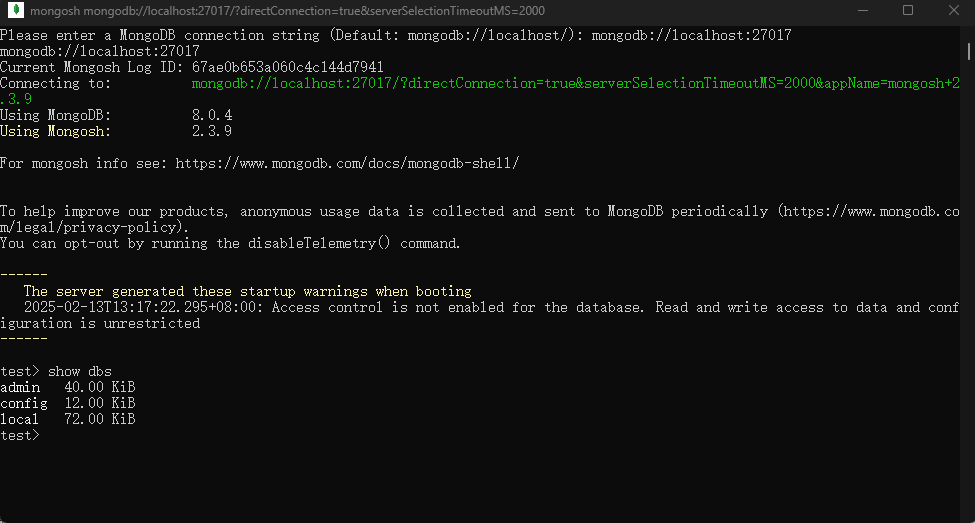 mongosh mongodb://localhost:27017/?directConnection=true&serverSelectionTimeoutMS=2000
Please enter a MongoDB connection string (Default: mongodb://localhost/): mongodb://localhost:27017
mongodb://localhost:27017
Current Mongosh Log ID: 67ae0b653a060c4c144d7941
Connecting to:          mongodb://localhost:27017/?directConnection=true&serverSelectionTimeoutMS=2000&appName=mongosh+2
.3.9
Using MongoDB:          8.0.4
Using Mongosh:          2.3.9
For mongosh info see: https://www.mongodb.com/docs/mongodb-shell/
To help improve our products, anonymous usage data is collected and sent to MongoDB periodically (https://www.mongodb.co
m/legal/privacy-policy).
You can opt-out by running the disableTelemetry() command.
------
   The server generated these startup warnings when booting
   2025-02-13T13:17:22.295+08:00: Access control is not enabled for the database. Read and write access to data and conf
iguration is unrestricted
------
test> show dbs
admin   40.00 KiB
config  12.00 KiB
local   72.00 KiB
test>